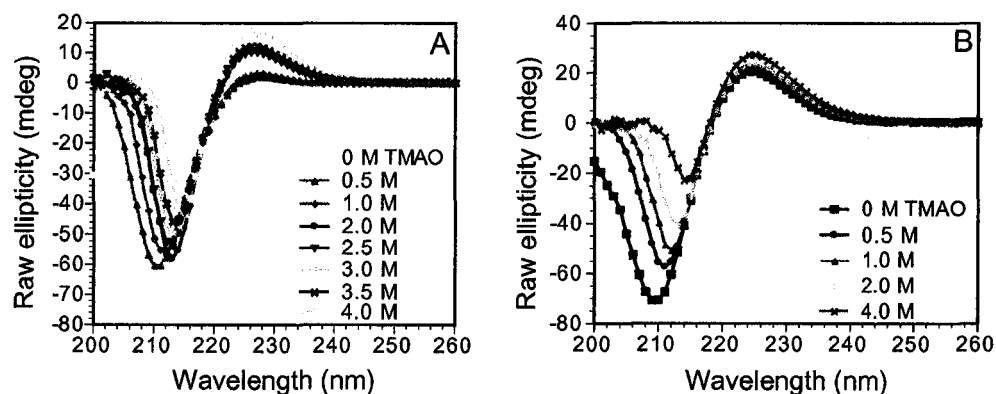 A
Raw ellipticity (mdeg)
20
10
0
-10
-20
-30
-50
-60
-70
-80
0 M TMAO
0.5 M
1.0 M
2.0 M
2.5 M
3.0 M
3.5 M
4.0 M
200 210 220 230 240 250 260
Wavelength (nm)
B
Raw ellipticity (mdeg)
40
20
0
-20
-40
-60
-80
0 M TMAO
0.5 M
1.0 M
2.0 M
4.0 M
200 210 220 230 240 250 260
Wavelength (nm)